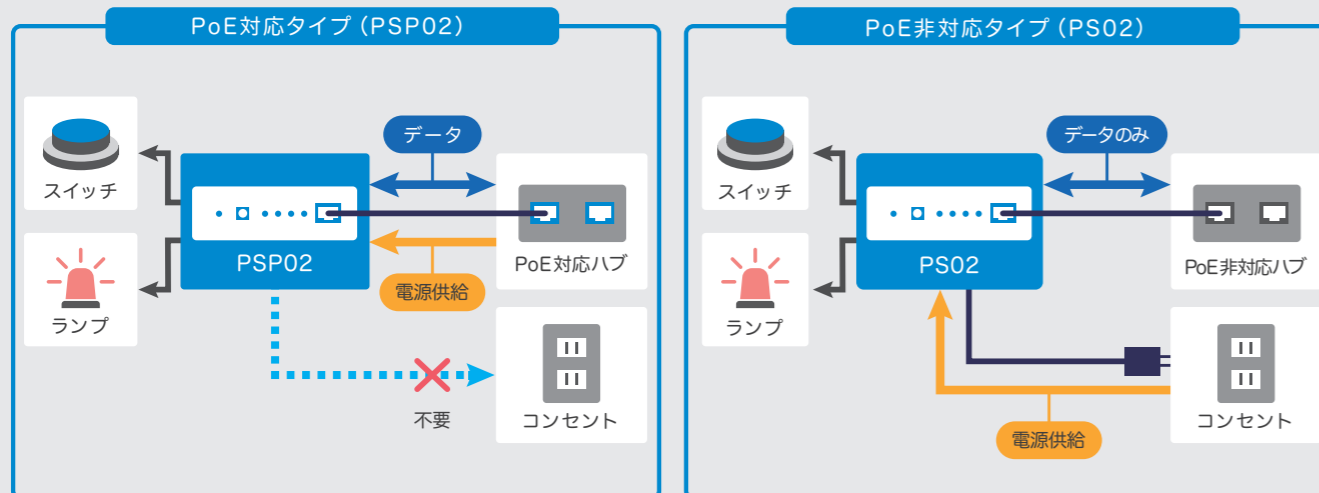 PoE対応タイプ（PSP02）
スイッチ
ランプ
PSP02
データ
電源供給
PoE対応ハブ
不要
コンセント
PoE非対応タイプ（PS02）
スイッチ
ランプ
PS02
データのみ
PoE非対応ハブ
コンセント
電源供給